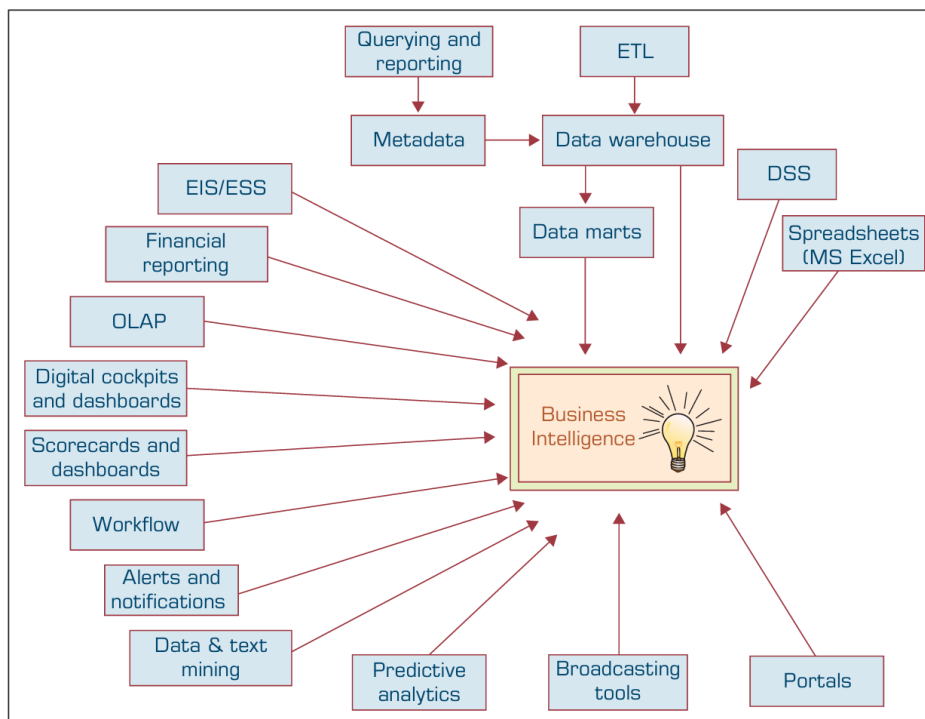 Querying and
reporting
ETL
Metadata
Data warehouse
DSS
EIS/ESS
Data marts
Spreadsheets
(MS Excel)
Financial
reporting
OLAP
Digital cockpits
and dashboards
Business
Intelligence
Scorecards and
dashboards
Workflow
Alerts and
notifications
Data & text
mining
Predictive
analytics
Broadcasting
tools
Portals